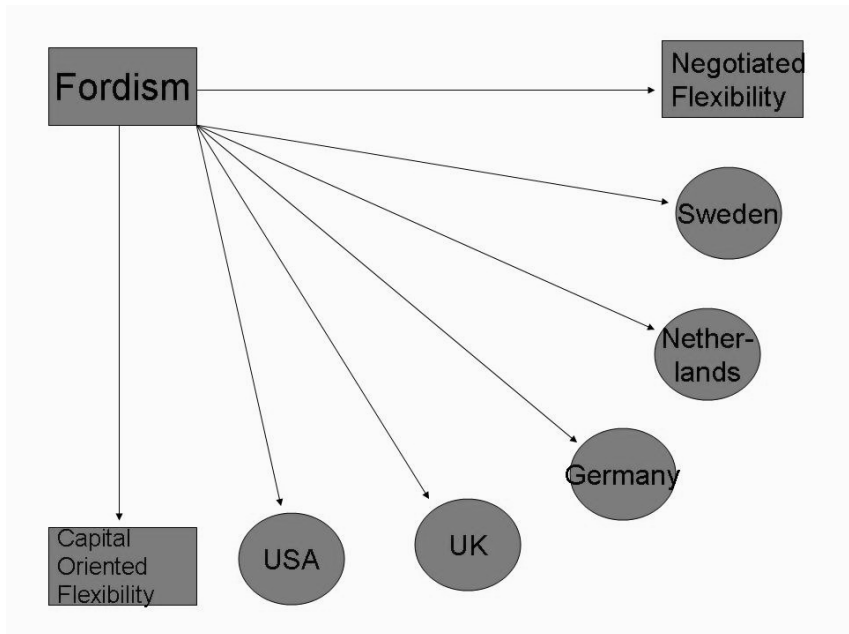 Fordism
Negotiated
Flexibility
Sweden
Nether-
lands
Germany
UK
USA
Capital
Oriented
Flexibility